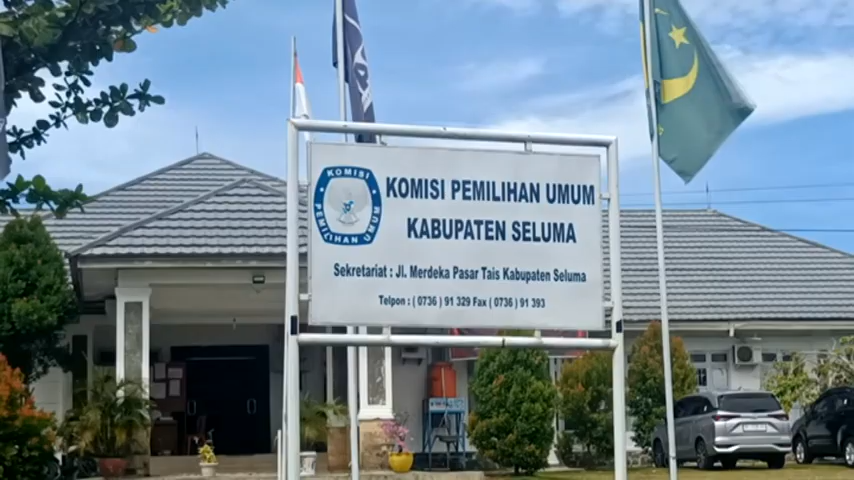 KOMISI
PEMILIHAN UMUM
KOMISI PEMILIHAN UMUM
KABUPATEN SELUMA
Sekretariat : Jl. Merdeka Pasar Tais Kabupaten Seluma
Telpon : ( 0736 ) 91 329 Fax ( 0736 ) 91 393